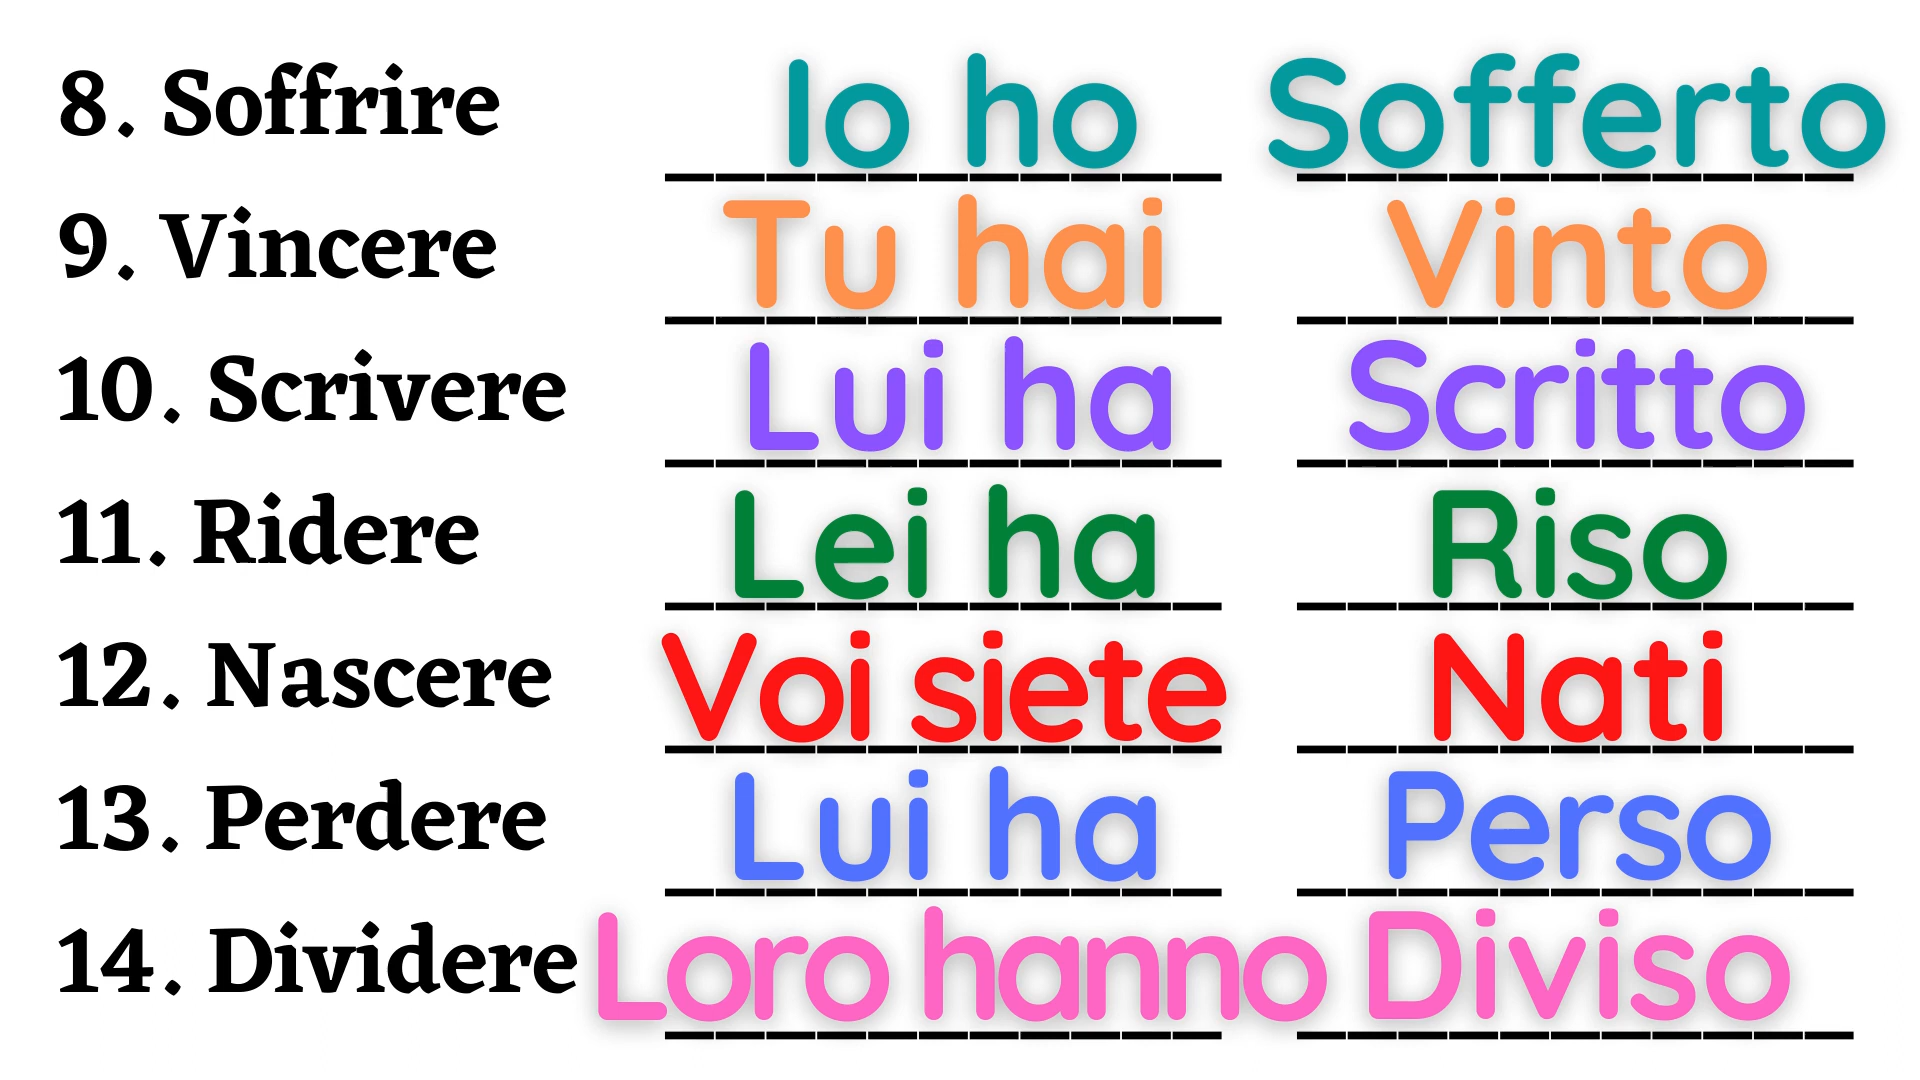 8. Soffrire Io ho Sofferto
9. Vincere Tu hai Vinto
10. Scrivere Lui ha Scritto
11. Ridere Lei ha Riso
12. Nascere Voi siete Nati
13. Perdere Lui ha Perso
14. Dividere Loro hanno Diviso